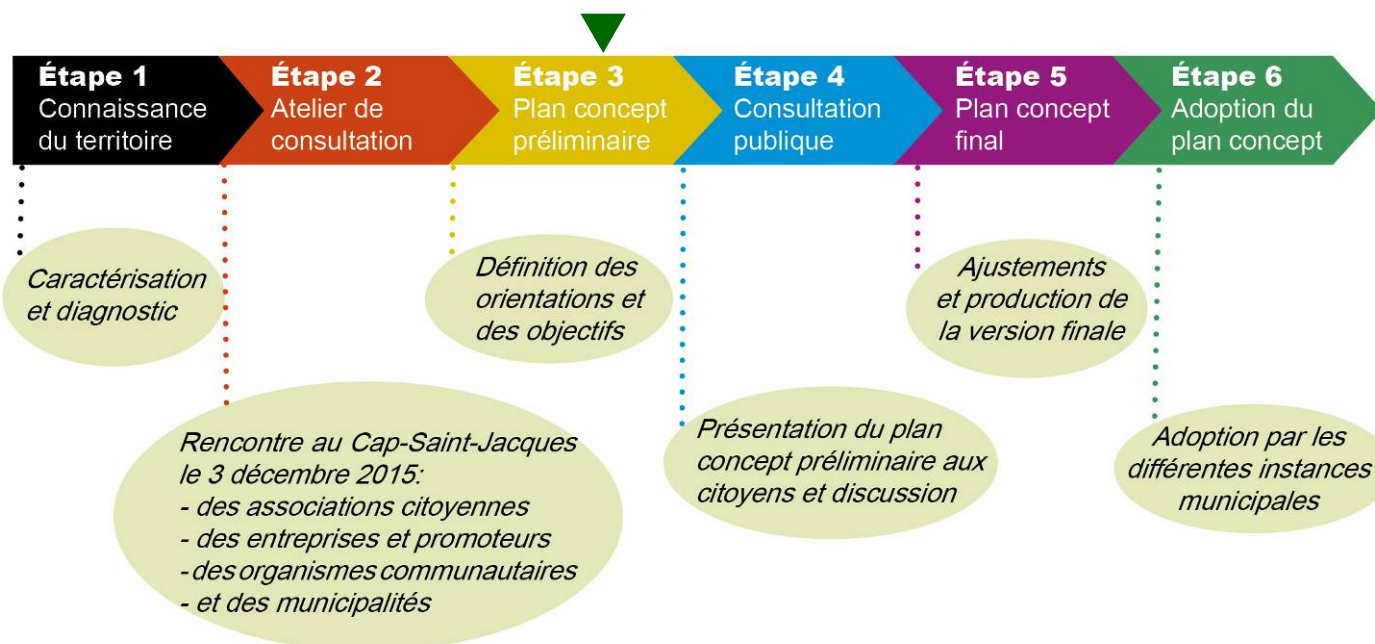 Étape 1
Connaissance
du territoire
Étape 2
Atelier de
consultation
Étape 3
Plan concept
préliminaire
Étape 4
Consultation
publique
Étape 5
Plan concept
final
Étape 6
Adoption du
plan concept
Caractérisation
et diagnostic
Rencontre au Cap-Saint-Jacques
le 3 décembre 2015:
- des associations citoyennes
- des entreprises et promoteurs
- des organismes communautaires
- et des municipalités
Définition des
orientations et
des objectifs
Présentation du plan
concept préliminaire aux
citoyens et discussion
Ajustements
et production de
la version finale
Adoption par les
différentes instances
municipales